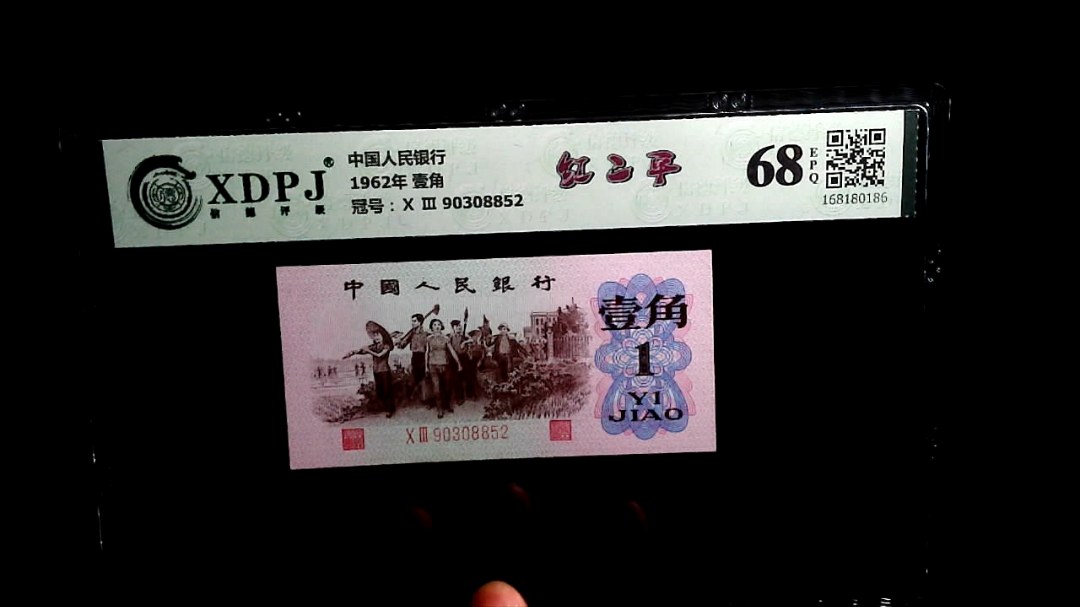 XDPJ®
中国人民银行
1962年 壹角
冠号：X Ⅲ 90308852
红二平
68
EPQ
168180186
中國人民銀行
壹角
1
YI
JIAO
X Ⅲ 90308852